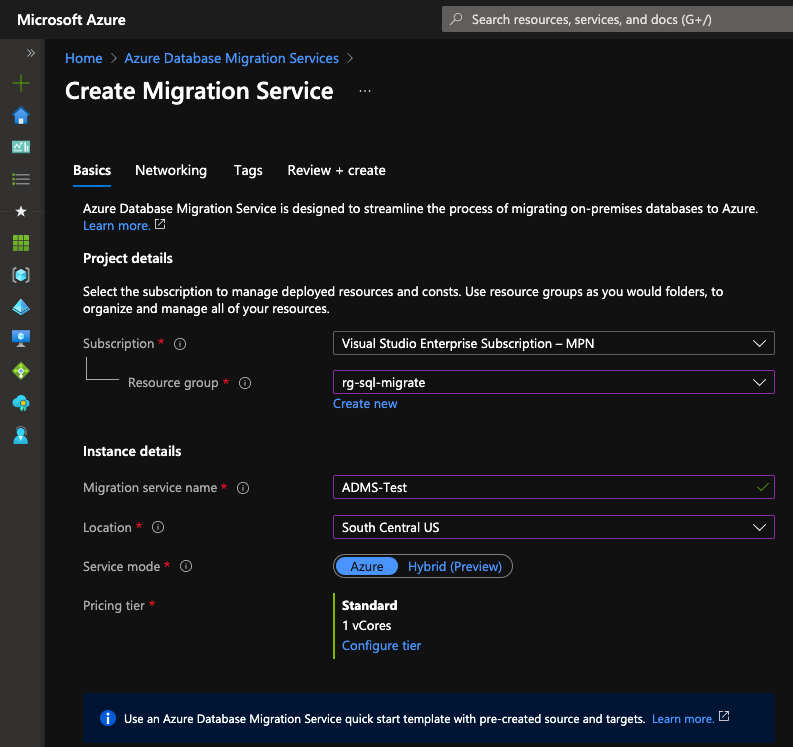 Microsoft Azure
Search resources, services, and docs (G+/)
Home > Azure Database Migration Services >
Create Migration Service ...
Basics Networking Tags Review + create
Azure Database Migration Service is designed to streamline the process of migrating on-premises databases to Azure.
Learn more.
Project details
Select the subscription to manage deployed resources and consts. Use resource groups as you would folders, to
organize and manage all of your resources.
Subscription *
Visual Studio Enterprise Subscription – MPN
Resource group *
rg-sql-migrate
Create new
Instance details
Migration service name *
ADMS-Test
Location *
South Central US
Service mode *
Azure Hybrid (Preview)
Pricing tier *
Standard
1 vCores
Configure tier
Use an Azure Database Migration Service quick start template with pre-created source and targets. Learn more.